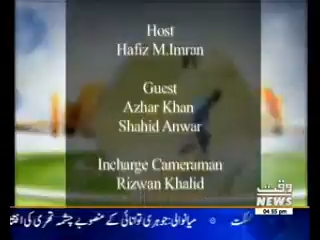 Host
Hafiz M.Imran
Guest
Azhar Khan
Shahid Anwar
Incharge Cameraman
Rizwan Khalid
وقت
NEWS
04:55 pm
میانوالی:جوہری توانائی کے منصوبے چشمہ تھری کی افتتا